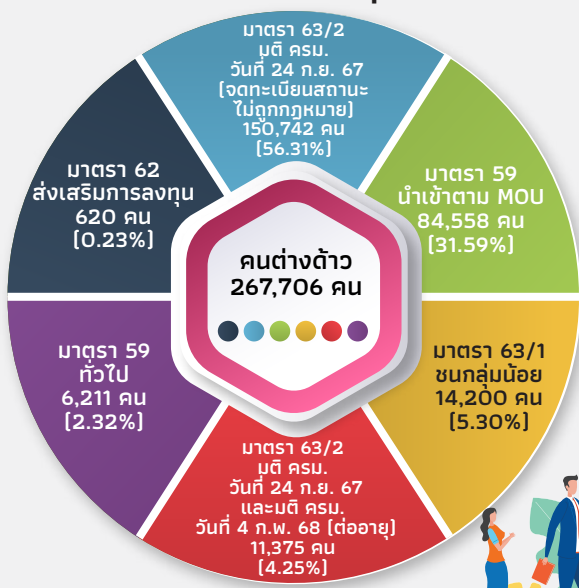 มาตรา 63/2
มติ ครม.
วันที่ 24 ก.ย. 67
(จดทะเบียนสถานะ
ไม่ถูกกฎหมาย)
150,742 คน
(56.31%)
มาตรา 62
ส่งเสริมการลงทุน
620 คน
(0.23%)
มาตรา 59
นำเข้าตาม MOU
84,558 คน
(31.59%)
คนต่างด้าว
267,706 คน
มาตรา 59
ทั่วไป
6,211 คน
(2.32%)
มาตรา 63/1
ชนกลุ่มน้อย
14,200 คน
(5.30%)
มาตรา 63/2
มติ ครม.
วันที่ 24 ก.ย. 67
และมติ ครม.
วันที่ 4 ก.พ. 68 (ต่ออายุ)
11,375 คน
(4.25%)